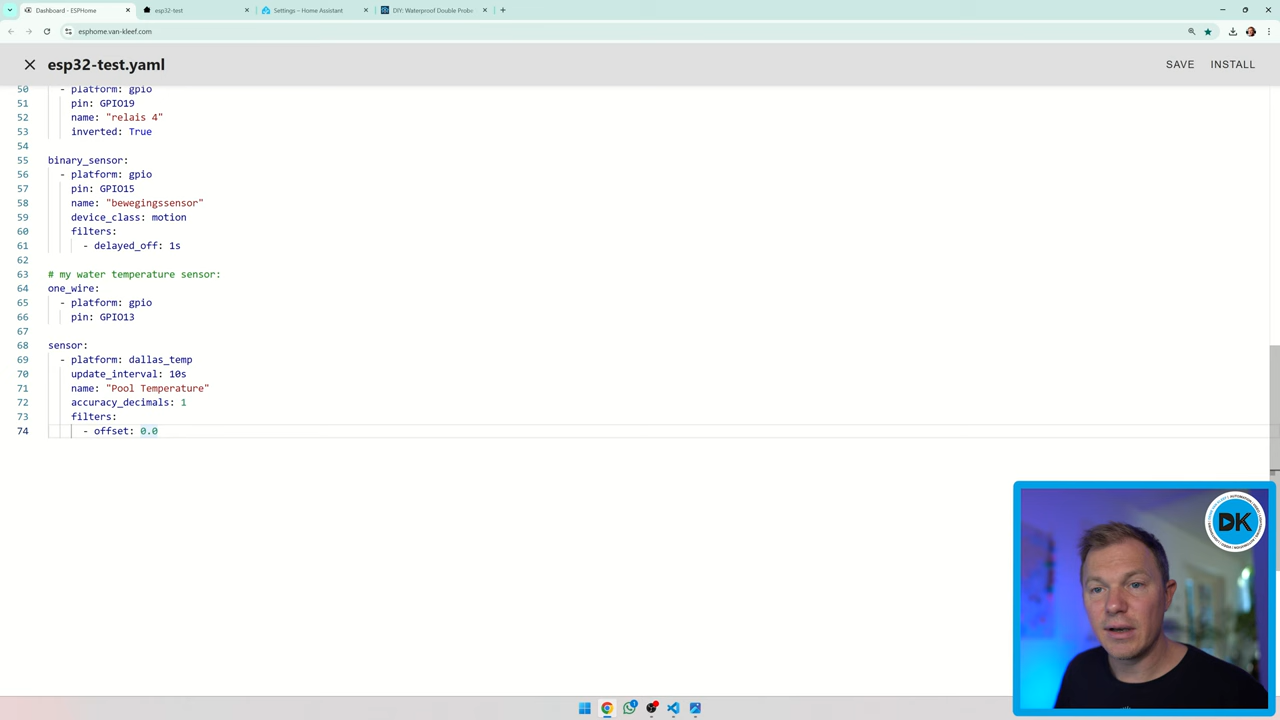 Dashboard - ESPHome
esp32-test
Settings – Home Assistant
DIY: Waterproof Double Probe
esphome.van-kleef.com
esp32-test.yaml
SAVE
INSTALL
50 - platform: gpio
51 pin: GPIO19
52 name: "relais 4"
53 inverted: True
54
55 binary_sensor:
56 - platform: gpio
57 pin: GPIO15
58 name: "bewegingssensor"
59 device_class: motion
60 filters:
61 - delayed_off: 1s
62
63 # my water temperature sensor:
64 one_wire:
65 - platform: gpio
66 pin: GPIO13
67
68 sensor:
69 - platform: dallas_temp
70 update_interval: 10s
71 name: "Pool Temperature"
72 accuracy_decimals: 1
73 filters:
74 - offset: 0.0
DK